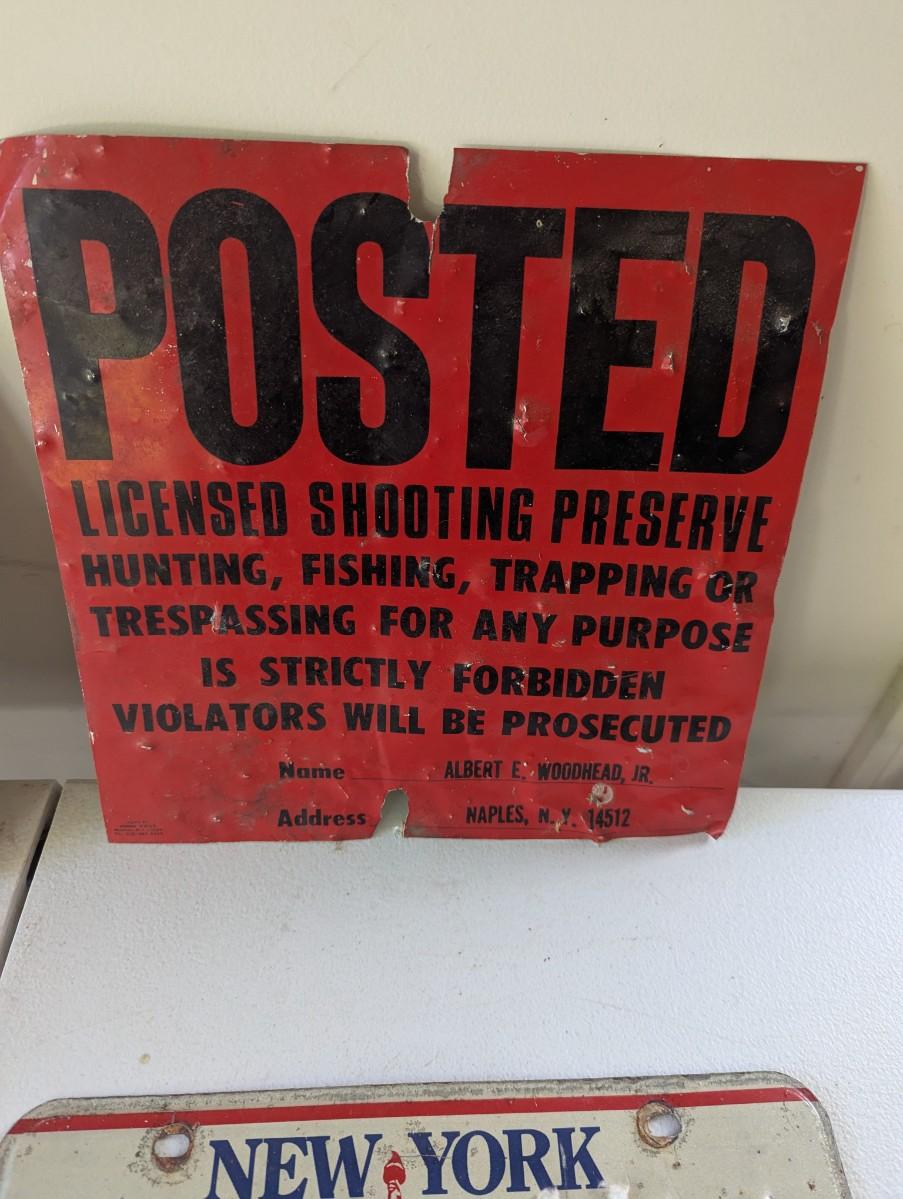 POSTED
LICENSED SHOOTING PRESERVE
HUNTING, FISHING, TRAPPING OR
TRESPASSING FOR ANY PURPOSE
IS STRICTLY FORBIDDEN
VIOLATORS WILL BE PROSECUTED
Name ALBERT E. WOODHEAD, JR.
Address NAPLES, N.Y. 14512
NEW YORK